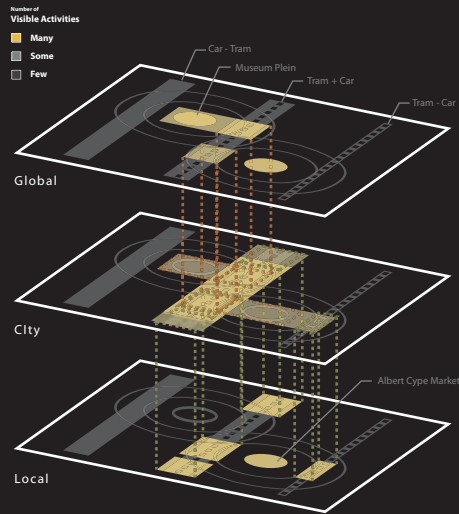 Number of
Visible Activities
Many
Some
Few
Car - Tram
Museum Plein
Tram + Car
Tram - Car
Global
CIty
Albert Cype Market
Local